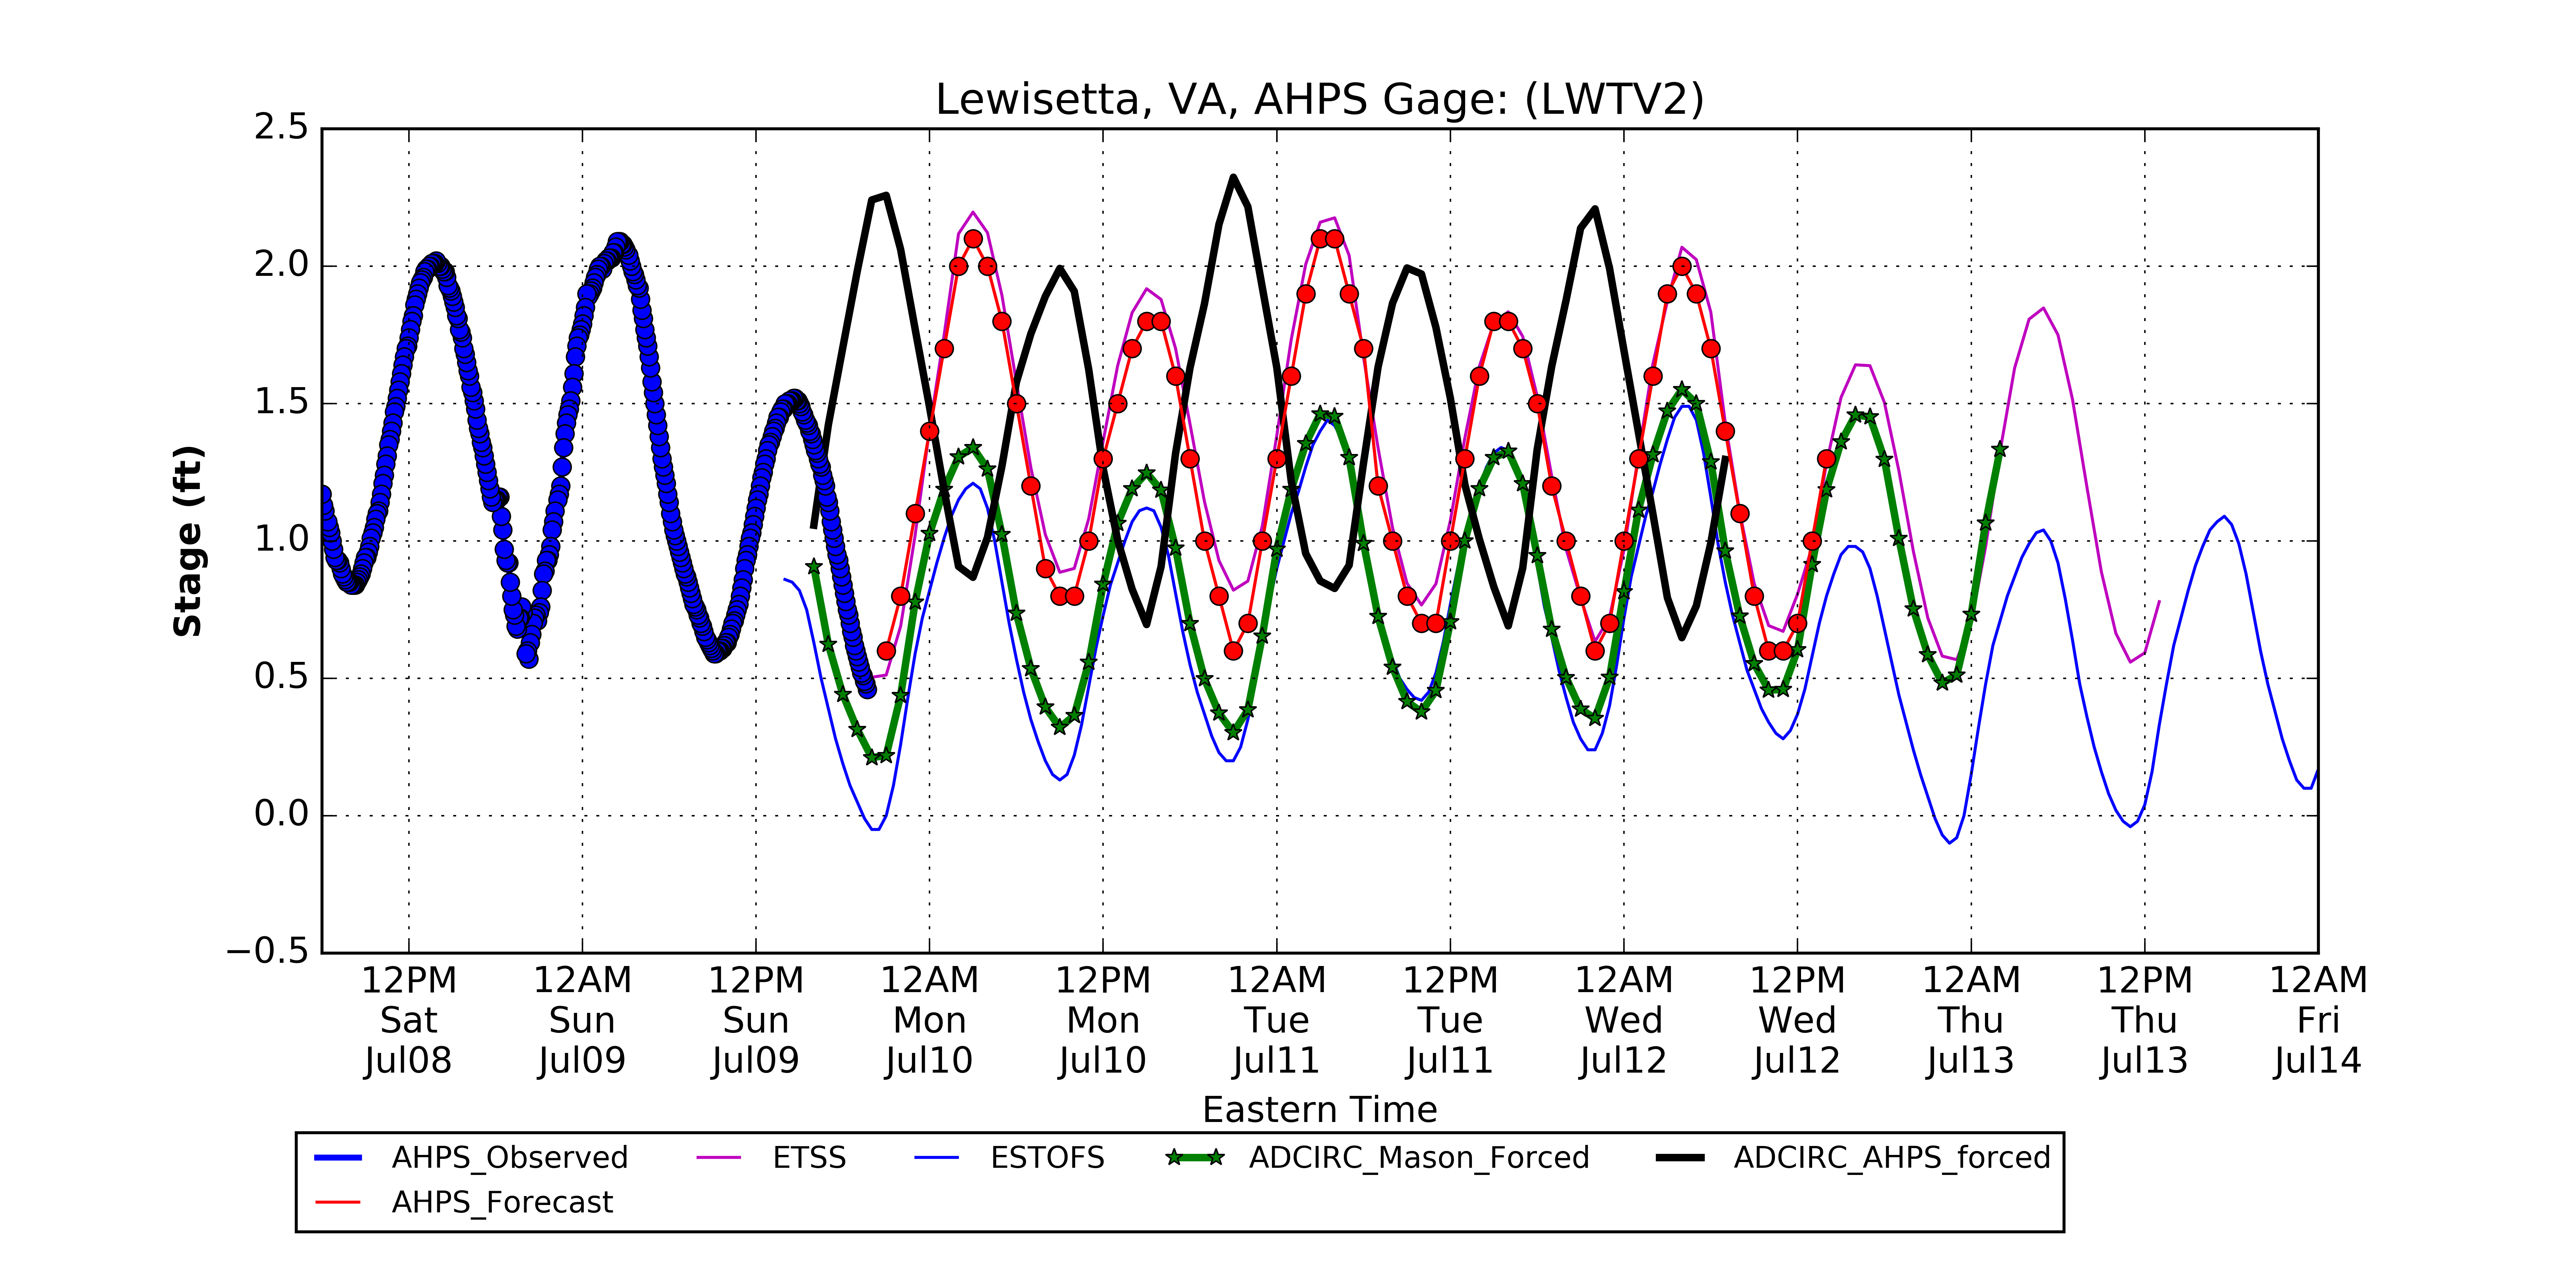 Lewisetta, VA, AHPS Gage: (LWTV2)
2.5
2.0
1.5
1.0
0.5
0.0
−0.5
Stage (ft)
12PM 12AM 12PM 12AM 12PM 12AM 12PM 12AM 12PM 12AM 12PM 12AM
Sat Sun Sun Mon Mon Tue Tue Wed Wed Thu Thu Fri
Jul08 Jul09 Jul09 Jul10 Jul10 Jul11 Jul11 Jul12 Jul12 Jul13 Jul13 Jul14
Eastern Time
AHPS_Observed ETSS ESTOFS ADCIRC_Mason_Forced ADCIRC_AHPS_forced
AHPS_Forecast